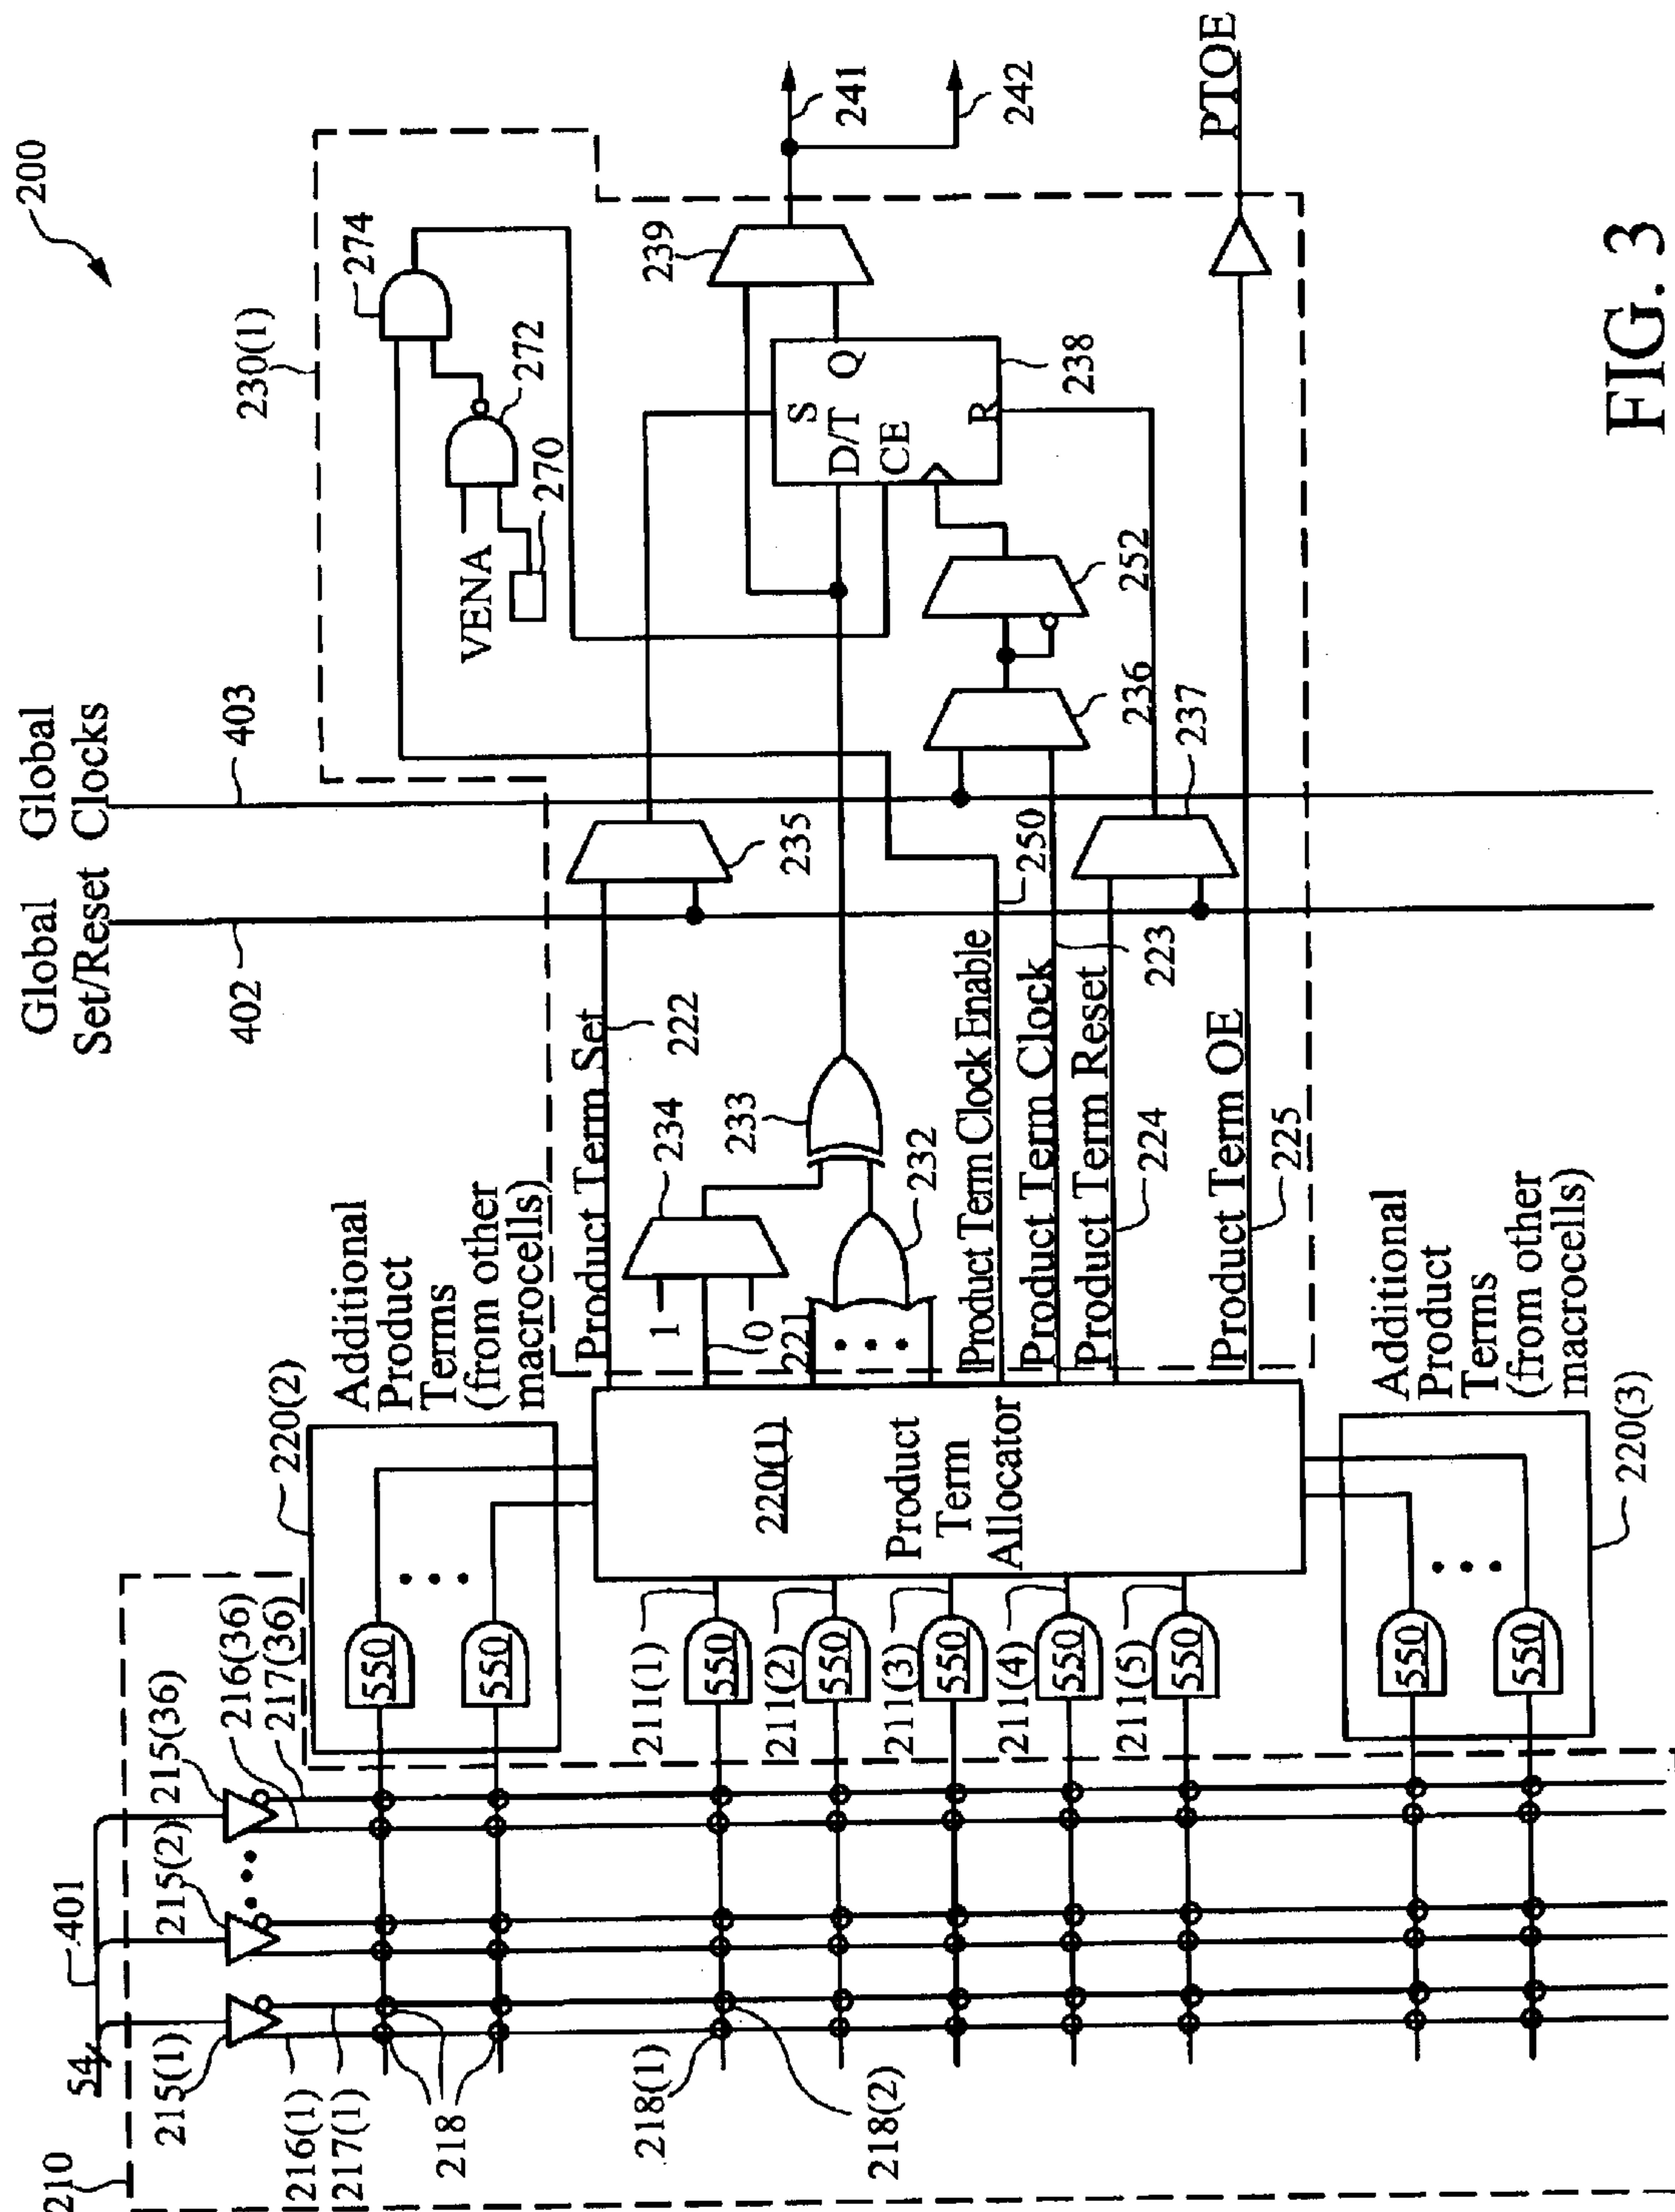 200
Global
Set/Reset
Global
Clocks
402
403
230(1)
274
272
270
VENA
54
401
210
215(1)
215(2)
215(36)
216(36)
217(36)
216(1)
217(1)
218
218(1)
218(2)
220(2)
550
550
Additional
Product
Terms
(from other
macrocells)
211(1)
550
211(2)
550
211(3)
550
211(4)
550
211(5)
550
220(1)
Product
Term
Allocator
Product Term Set
222
1
0
234
233
221
232
235
Product Term Clock Enable
250
Product Term Clock
223
Product Term Reset
224
Product Term OE
225
236
237
252
S
D/T
Q
CE
R
238
239
241
242
PTOE
550
550
Additional
Product
Terms
(from other
macrocells)
220(3)
FIG. 3